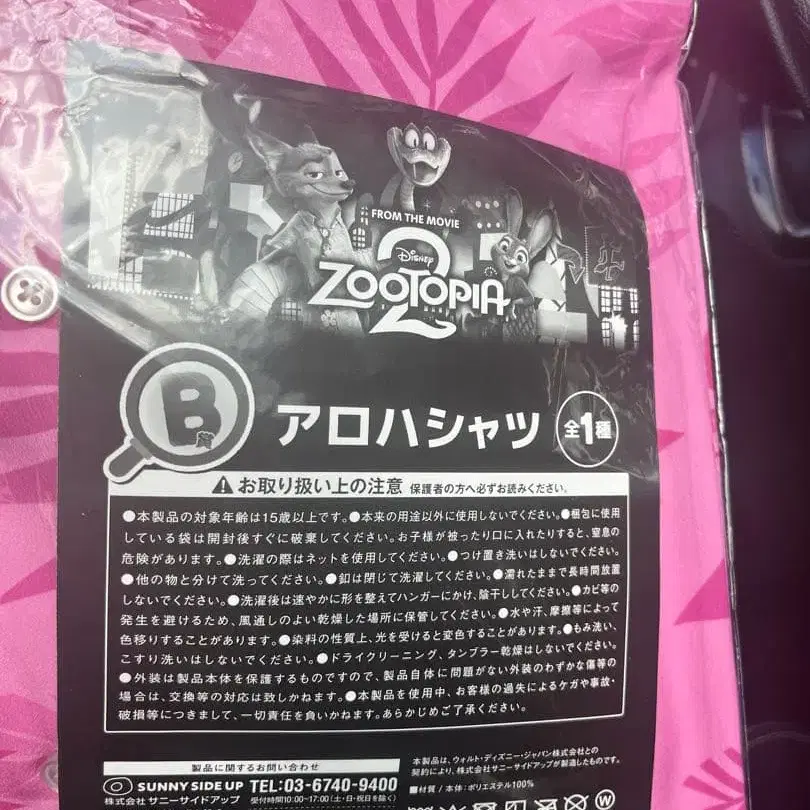 FROM THE MOVIE
Disney
ZOOTOPIA
2
B賞
アロハシャツ 全1種
⚠お取り扱い上の注意 保護者の方へ必ずお読みください。
●本製品の対象年齢は15歳以上です。●本来の用途以外に使用しないでください。●梱包に使用
している袋は開封後すぐに破棄してください。お子様が被ったり口に入れたりすると、窒息の
危険があります。●洗濯の際はネットを使用してください。●つけ置き洗いはしないでください。
●他の物と分けて洗ってください。●釦は閉じて洗濯してください。●濡れたままで長時間放置
しないでください。●洗濯後は速やかに形を整えてハンガーにかけ、陰干ししてください。●カビ等の
発生を避けるため、風通しのよい乾燥した場所に保管してください。●水や汗、摩擦等によって
色移りすることがあります。●染料の性質上、光を受けると変色することがあります。●もみ洗い、
こすり洗いはしないでください。●ドライクリーニング、タンブラー乾燥はしないでください。
●外装は製品本体を保護するものですので、製品自体に問題がない外装のわずかな傷等の
場合は、交換等の対応は致しかねます。●本製品を使用中、お客様の過失によるケガや事故・
破損等につきまして、一切責任を負いかねます。あらかじめご了承ください。
製品に関するお問い合わせ
SUNNY SIDE UP TEL:03-6740-9400
株式会社 サニーサイドアップ 受付時間10:00~17:00(土・日・祝日を除く)
本製品は、ウォルト・ディズニー・ジャパン株式会社との
契約により、株式会社サニーサイドアップが製造したものです。
■材質 / 本体:ポリエステル100%